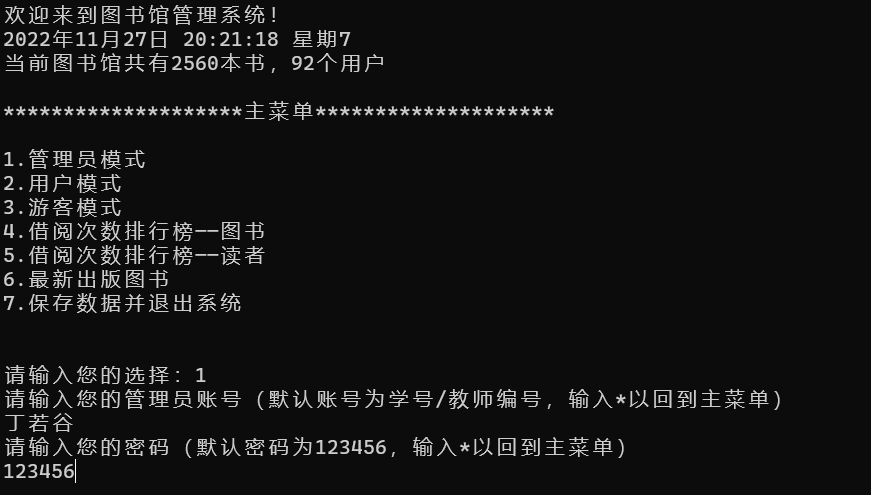 欢迎来到图书馆管理系统！
2022年11月27日 20:21:18 星期7
当前图书馆共有2560本书，92个用户
********************主菜单********************
1.管理员模式
2.用户模式
3.游客模式
4.借阅次数排行榜——图书
5.借阅次数排行榜——读者
6.最新出版图书
7.保存数据并退出系统
请输入您的选择：1
请输入您的管理员账号（默认账号为学号/教师编号，输入*以回到主菜单）
丁若谷
请输入您的密码（默认密码为123456，输入*以回到主菜单）
123456